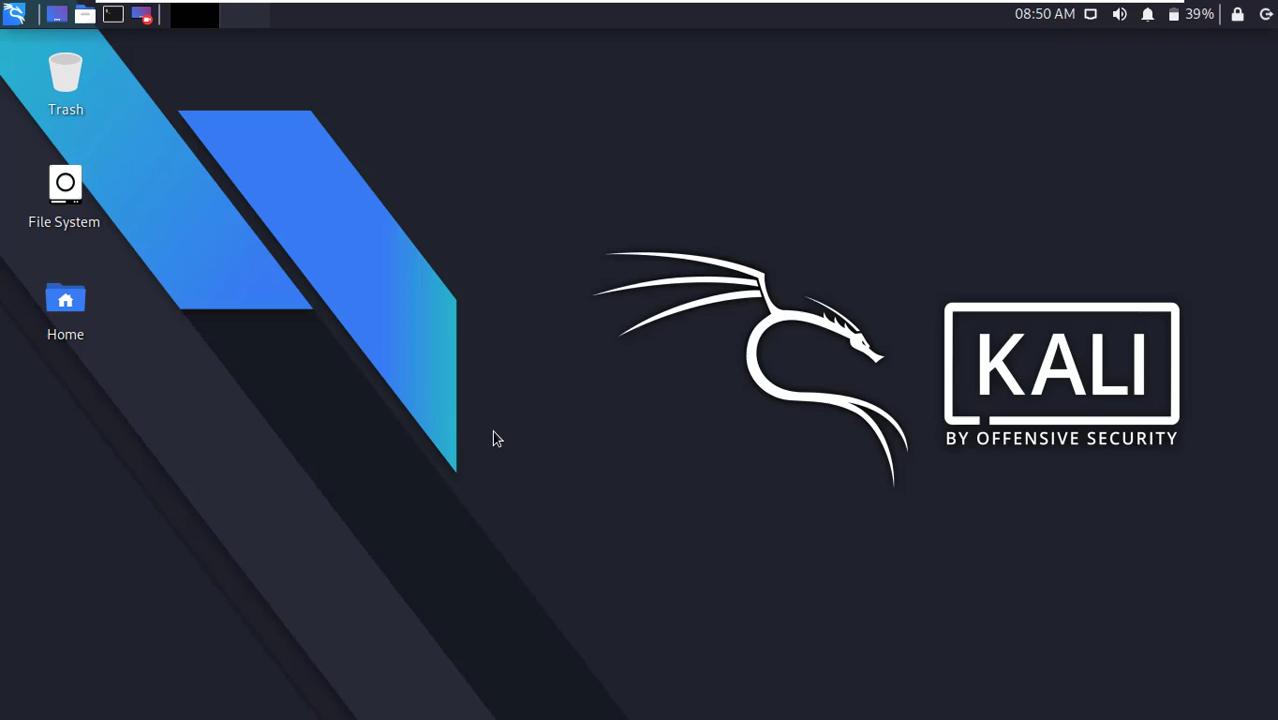 08:50 AM
39%
Trash
File System
Home
KALI
BY OFFENSIVE SECURITY